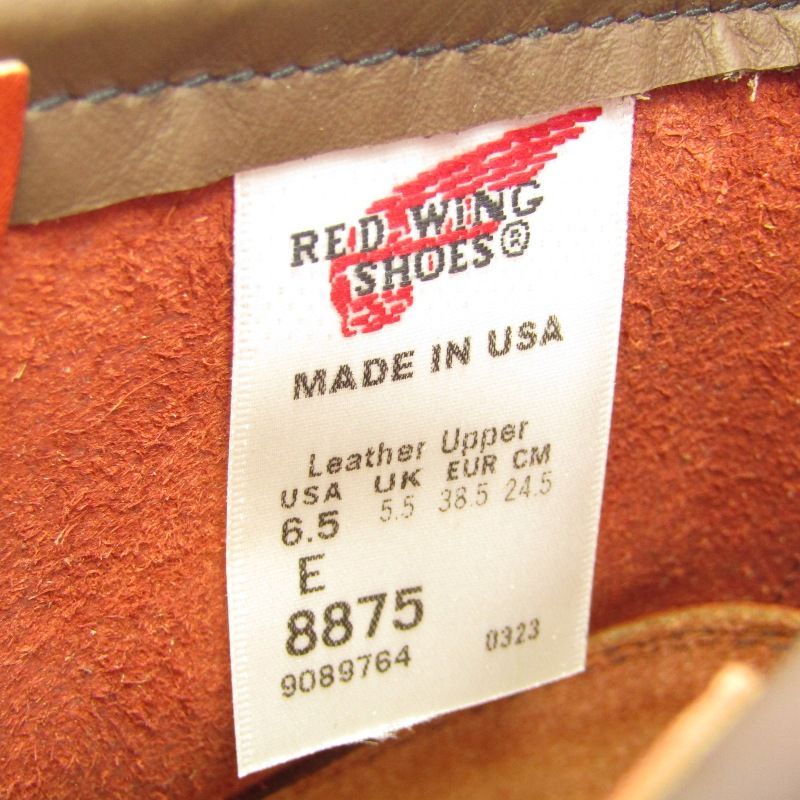 RED WING
SHOES®
MADE IN USA
Leather Upper
USA UK EUR CM
6.5 5.5 38.5 24.5
E
8875
9089764 0323